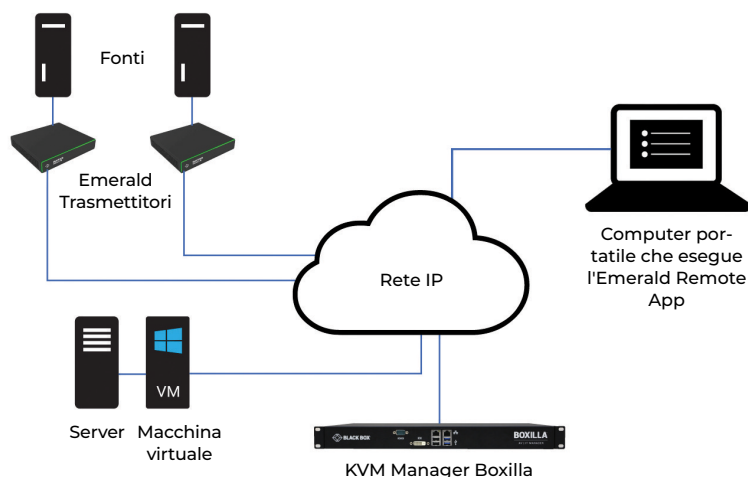 Fonti
Emerald
Trasmettitori
Rete IP
Computer por-
tatile che esegue
l'Emerald Remote
App
VM
Server
Macchina
virtuale
BLACK BOX
BOXILLA
KVM Manager Boxilla